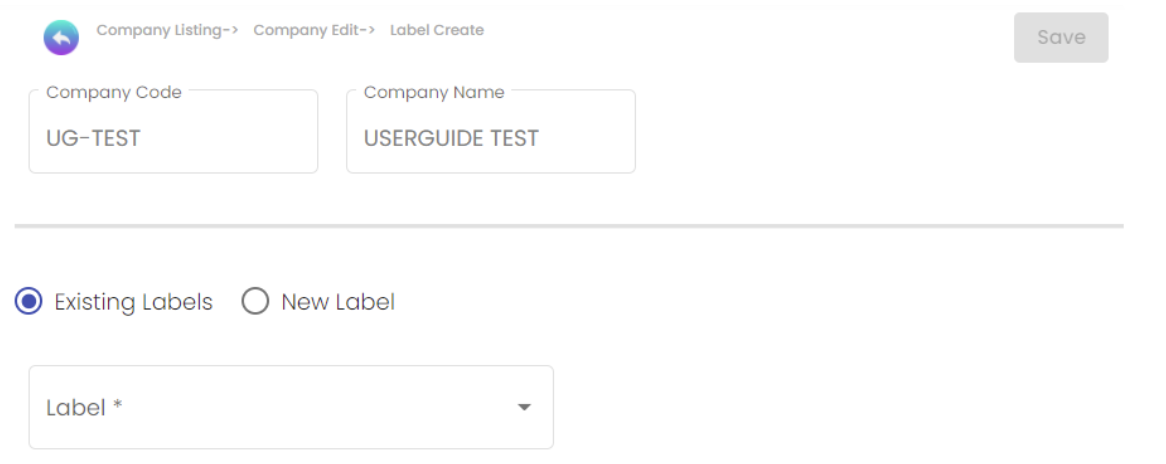 Company Listing-> Company Edit-> Label Create
Save
Company Code
Company Name
UG-TEST
USERGUIDE TEST
Existing Labels
New Label
Label *